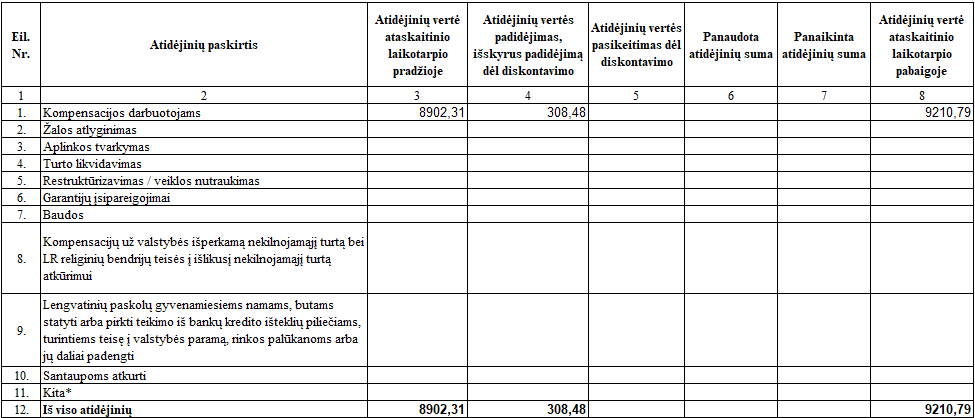 Eil. Nr.
Atidėjinių paskirtis
Atidėjinių vertė ataskaitinio laikotarpio pradžioje
Atidėjinių vertės padidėjimas, išskyrus padidėjimą dėl diskontavimo
Atidėjinių vertės pasikeitimas dėl diskontavimo
Panaudota atidėjinių suma
Panaikinta atidėjinių suma
Atidėjinių vertė ataskaitinio laikotarpio pabaigoje
1 2 3 4 5 6 7 8
1. Kompensacijos darbuotojams 8902,31 308,48 9210,79
2. Žalos atlyginimas
3. Aplinkos tvarkymas
4. Turto likvidavimas
5. Restruktūrizavimas / veiklos nutraukimas
6. Garantijų įsipareigojimai
7. Baudos
8. Kompensacijų už valstybės išperkamą nekilnojamąjį turtą bei
LR religinių bendrijų teisės į išlikusį nekilnojamąjį turtą
atkūrimui
9. Lengvatinių paskolų gyvenamiesiems namams, butams
statyti arba pirkti teikimo iš bankų kredito išteklių piliečiams,
turintiems teisę į valstybės paramą, rinkos palūkanoms arba
jų daliai padengti
10. Santaupoms atkurti
11. Kita*
12. Iš viso atidėjinių 8902,31 308,48 9210,79